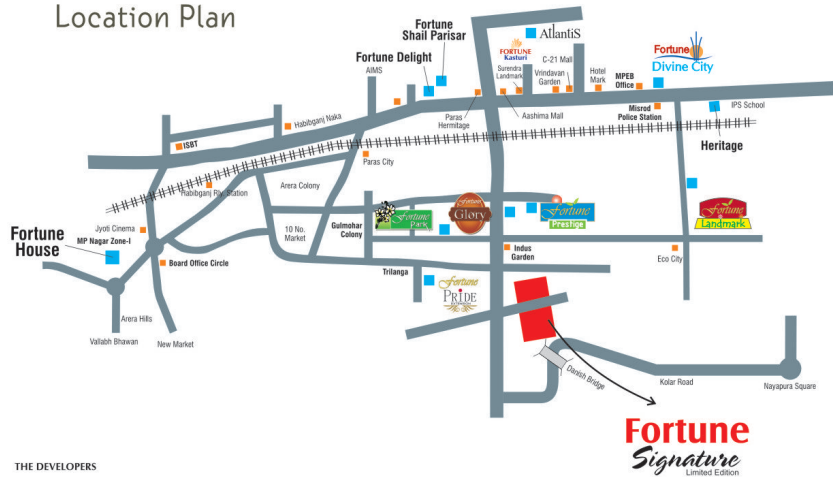 Location Plan
Fortune
Shail Parisar
Fortune Delight
AIMS
FORTUNE
Kasturi
Surendra
Landmark
AtlantiS
C-21 Mall
Vrindavan
Garden
Hotel
Mark
MPEB
Office
Fortune
Divine City
Habibganj Naka
Paras
Hermitage
Aashima Mall
Misrod
Police Station
IPS School
Heritage
ISBT
Paras City
Habibganj Rly. Station
Arera Colony
Jyoti Cinema
Fortune
House
MP Nagar Zone-I
Board Office Circle
10 No.
Market
Gulmohar
Colony
Fortune
Park
Fortune
Glory
Fortune
Prestige
Fortune
Landmark
Indus
Garden
Eco City
Trilanga
Fortune
PRIDE
Arera Hills
Vallabh Bhawan
New Market
Danish Bridge
Kolar Road
Nayapura Square
Fortune
Signature
Limited Edition
THE DEVELOPERS